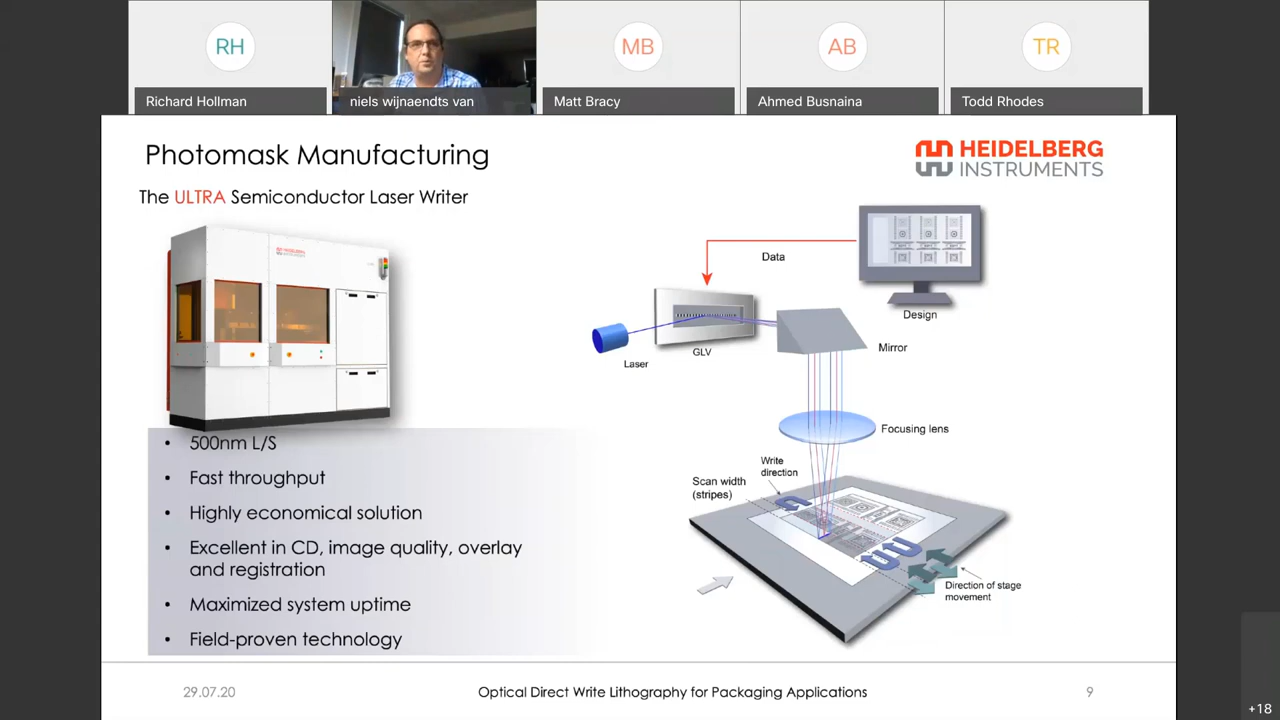 RH
MB
AB
TR
Richard Hollman
niels wijnaendts van
Matt Bracy
Ahmed Busnaina
Todd Rhodes
Photomask Manufacturing
HEIDELBERG
INSTRUMENTS
The ULTRA Semiconductor Laser Writer
HEIDELBERG
INSTRUMENTS
Data
Design
Laser
GLV
Mirror
Focusing lens
Write
direction
Scan width
(stripes)
Direction of stage
movement
• 500nm L/S
• Fast throughput
• Highly economical solution
• Excellent in CD, image quality, overlay
and registration
• Maximized system uptime
• Field-proven technology
29.07.20
Optical Direct Write Lithography for Packaging Applications
9
+18